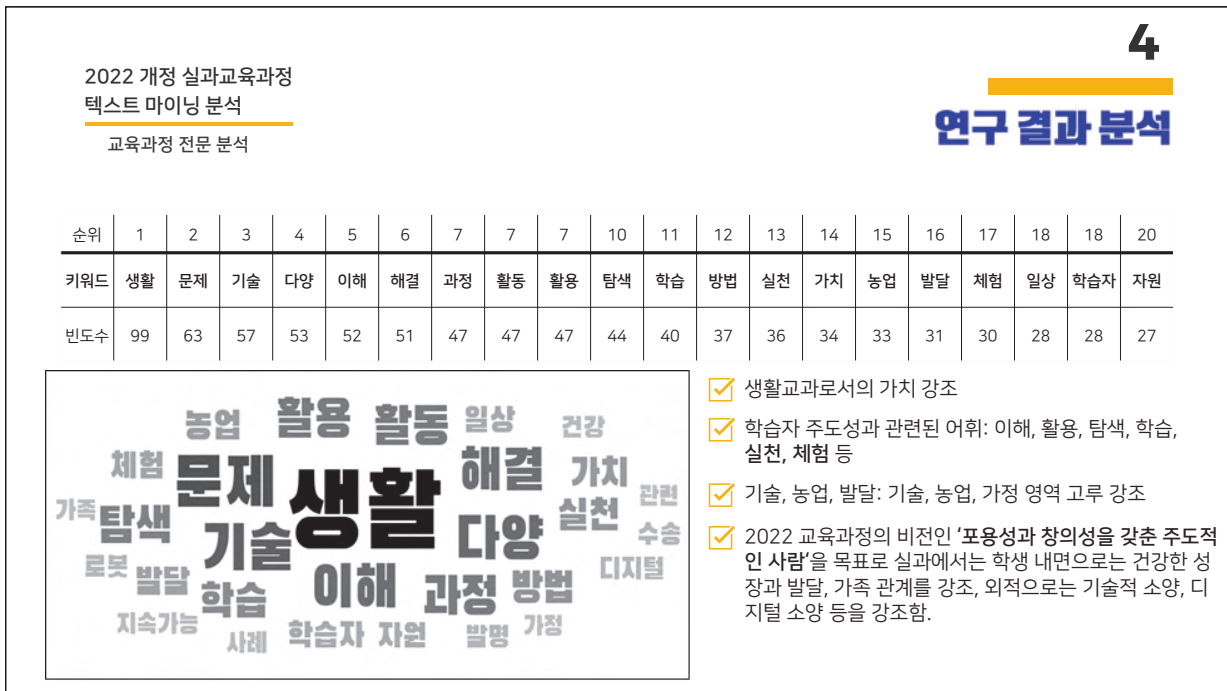 4
2022 개정 실과교육과정
텍스트 마이닝 분석
교육과정 전문 분석
연구 결과 분석
순위 1 2 3 4 5 6 7 7 7 10 11 12 13 14 15 16 17 18 18 20
키워드 생활 문제 기술 다양 이해 해결 과정 활동 활용 탐색 학습 방법 실천 가치 농업 발달 체험 일상 학습자 자원
빈도수 99 63 57 53 52 51 47 47 47 44 40 37 36 34 33 31 30 28 28 27
농업 활용 활동 일상 건강
체험 문제 생활 해결 가치
가족 탐색 기술 다양 실천 관련
수송
로봇 발달 학습 이해 과정 방법 디지털
지속가능 사례 학습자 자원 발명 가정
생활교과로서의 가치 강조
학습자 주도성과 관련된 어휘: 이해, 활용, 탐색, 학습,
실천, 체험 등
기술, 농업, 발달: 기술, 농업, 가정 영역 고루 강조
2022 교육과정의 비전인 '포용성과 창의성을 갖춘 주도적
인 사람'을 목표로 실과에서는 학생 내면으로는 건강한 성
장과 발달, 가족 관계를 강조, 외적으로는 기술적 소양, 디
지털 소양 등을 강조함.